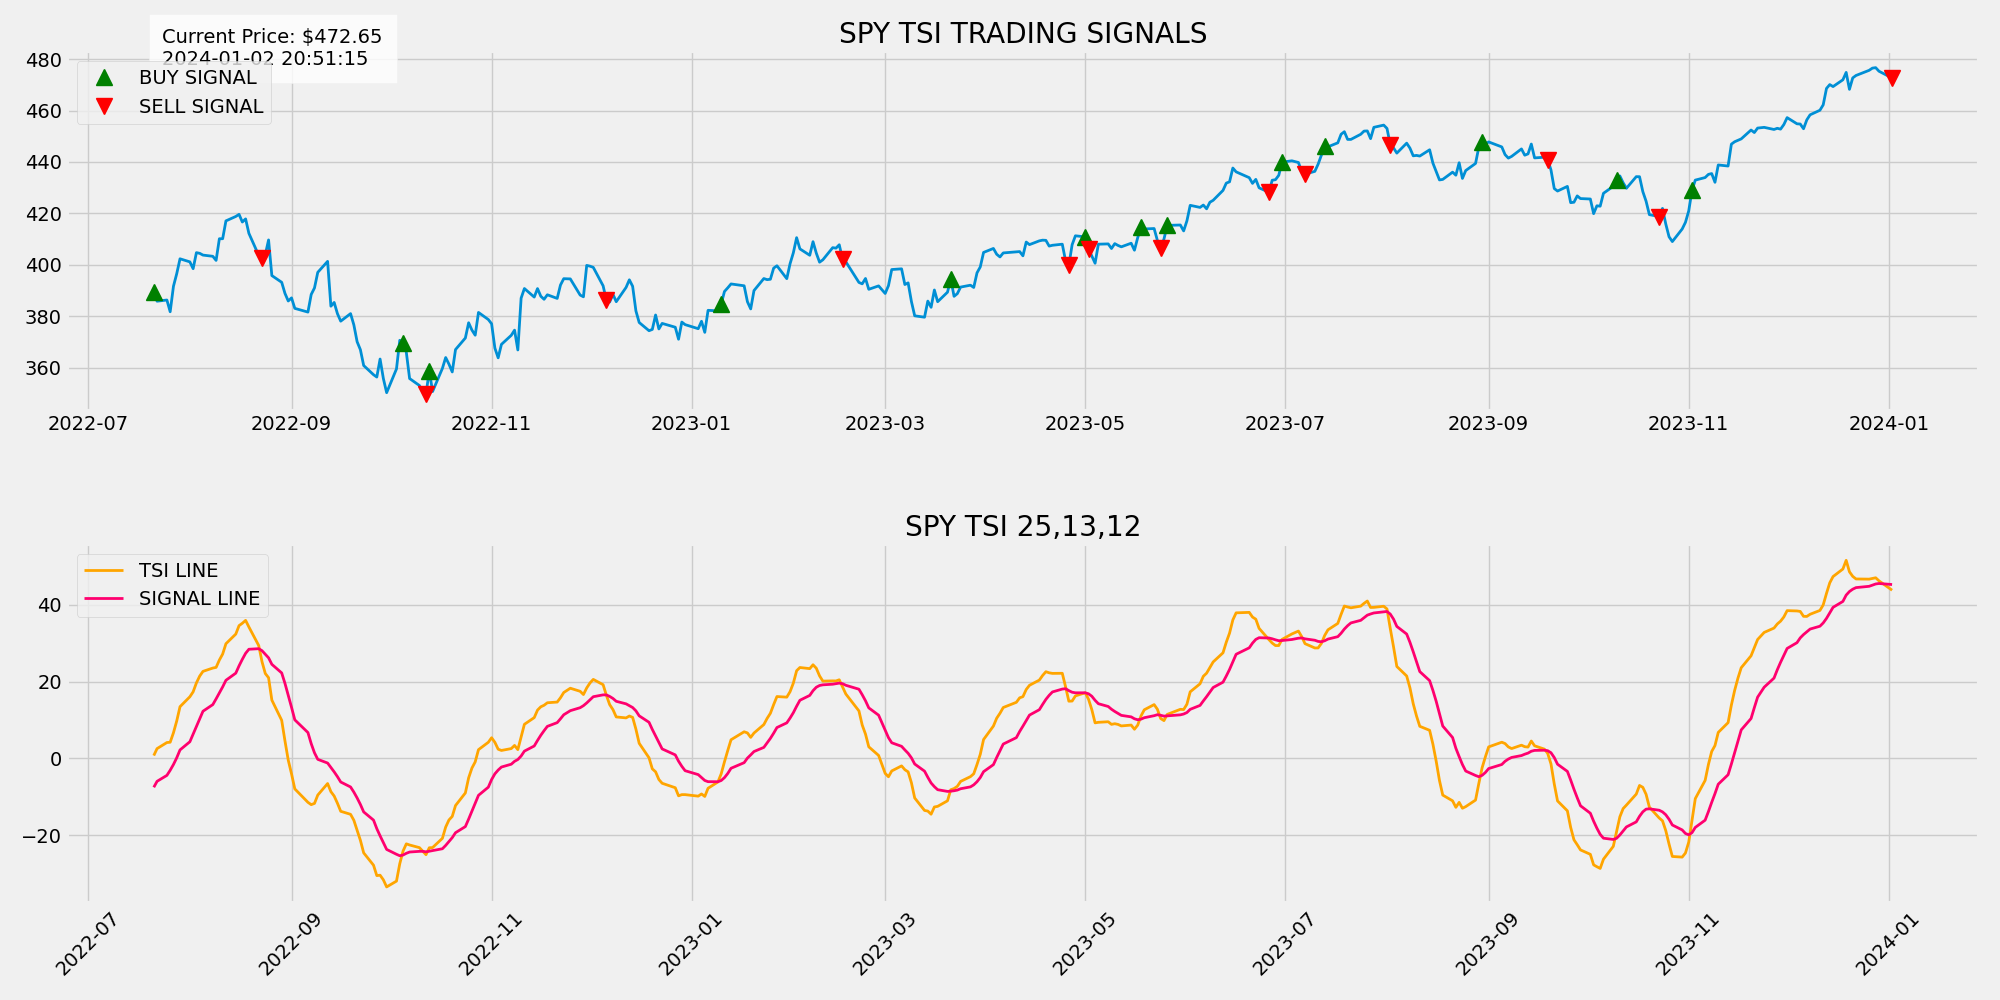 SPY TSI TRADING SIGNALS
Current Price: $472.65
2024-01-02 20:51:15
BUY SIGNAL
SELL SIGNAL
480
460
440
420
400
380
360
2022-07 2022-09 2022-11 2023-01 2023-03 2023-05 2023-07 2023-09 2023-11 2024-01
SPY TSI 25,13,12
TSI LINE
SIGNAL LINE
40
20
0
−20
2022-07 2022-09 2022-11 2023-01 2023-03 2023-05 2023-07 2023-09 2023-11 2024-01